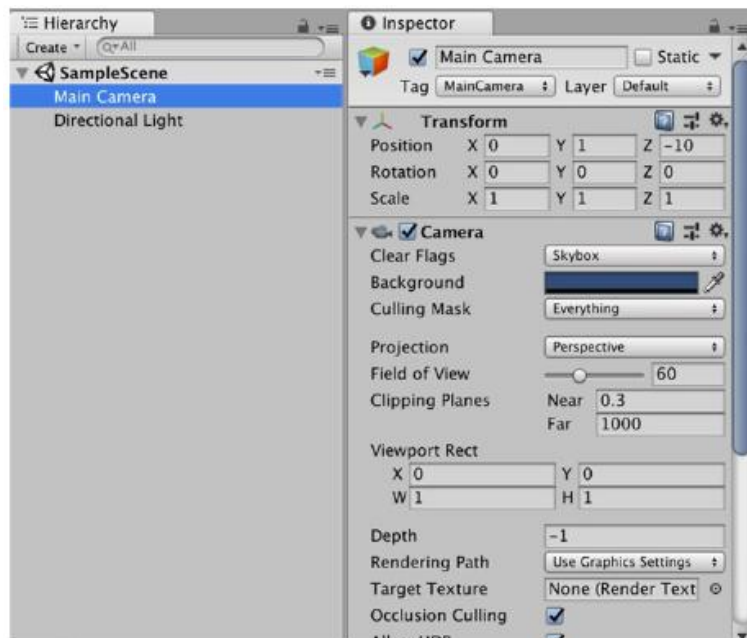 Hierarchy
Create
All
SampleScene
Main Camera
Directional Light
Inspector
Main Camera Static
Tag MainCamera Layer Default
Transform
Position X 0 Y 1 Z -10
Rotation X 0 Y 0 Z 0
Scale X 1 Y 1 Z 1
Camera
Clear Flags Skybox
Background
Culling Mask Everything
Projection Perspective
Field of View 60
Clipping Planes Near 0.3
Far 1000
Viewport Rect
X 0 Y 0
W 1 H 1
Depth -1
Rendering Path Use Graphics Settings
Target Texture None (Render Text
Occlusion Culling